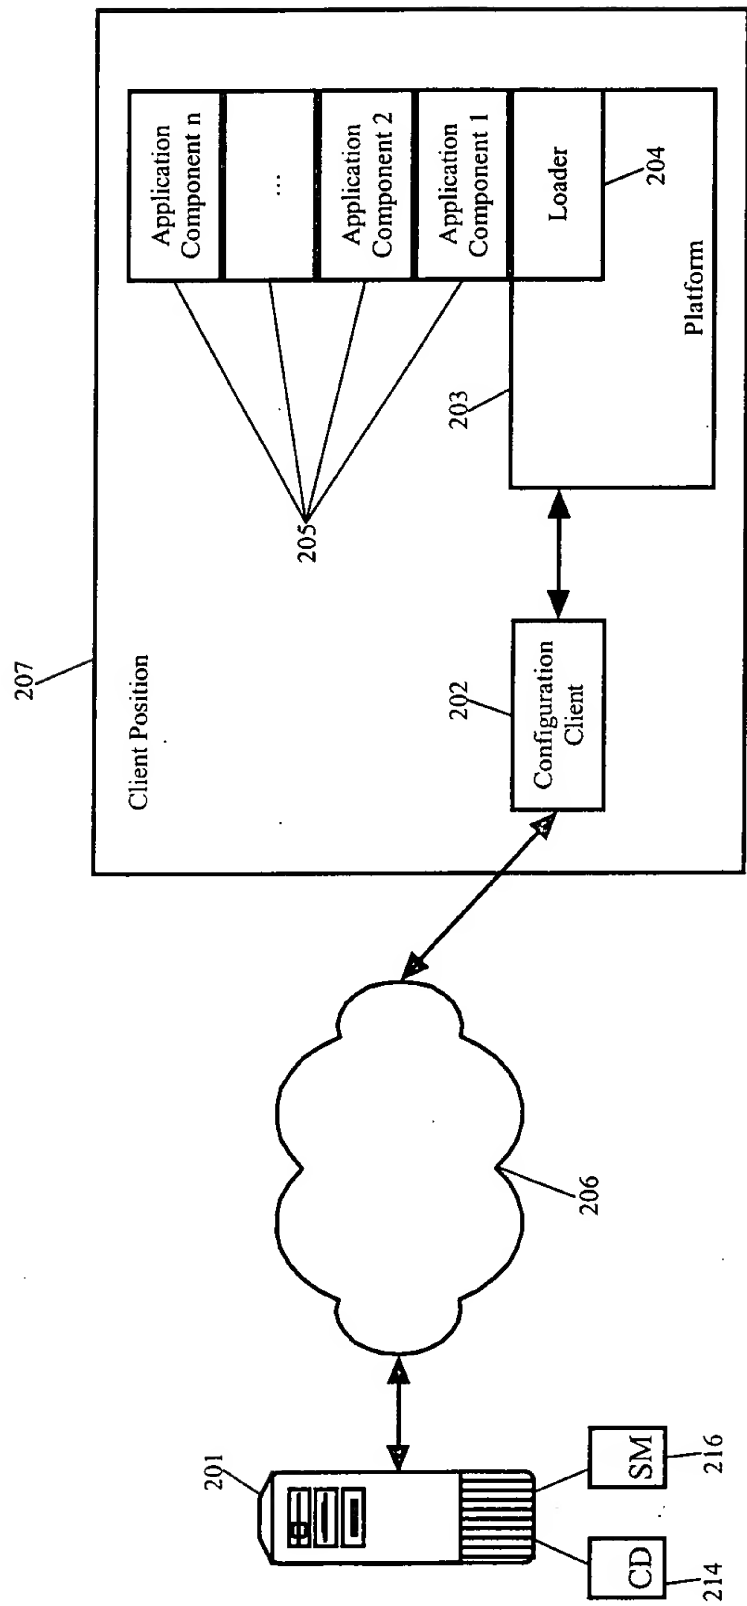 207
Client Position
Application
Component n
201
...
205
Application
Component 2
Application
Component 1
203
202
Configuration
Client
Loader
206
CD
SM
204
Platform
214
216